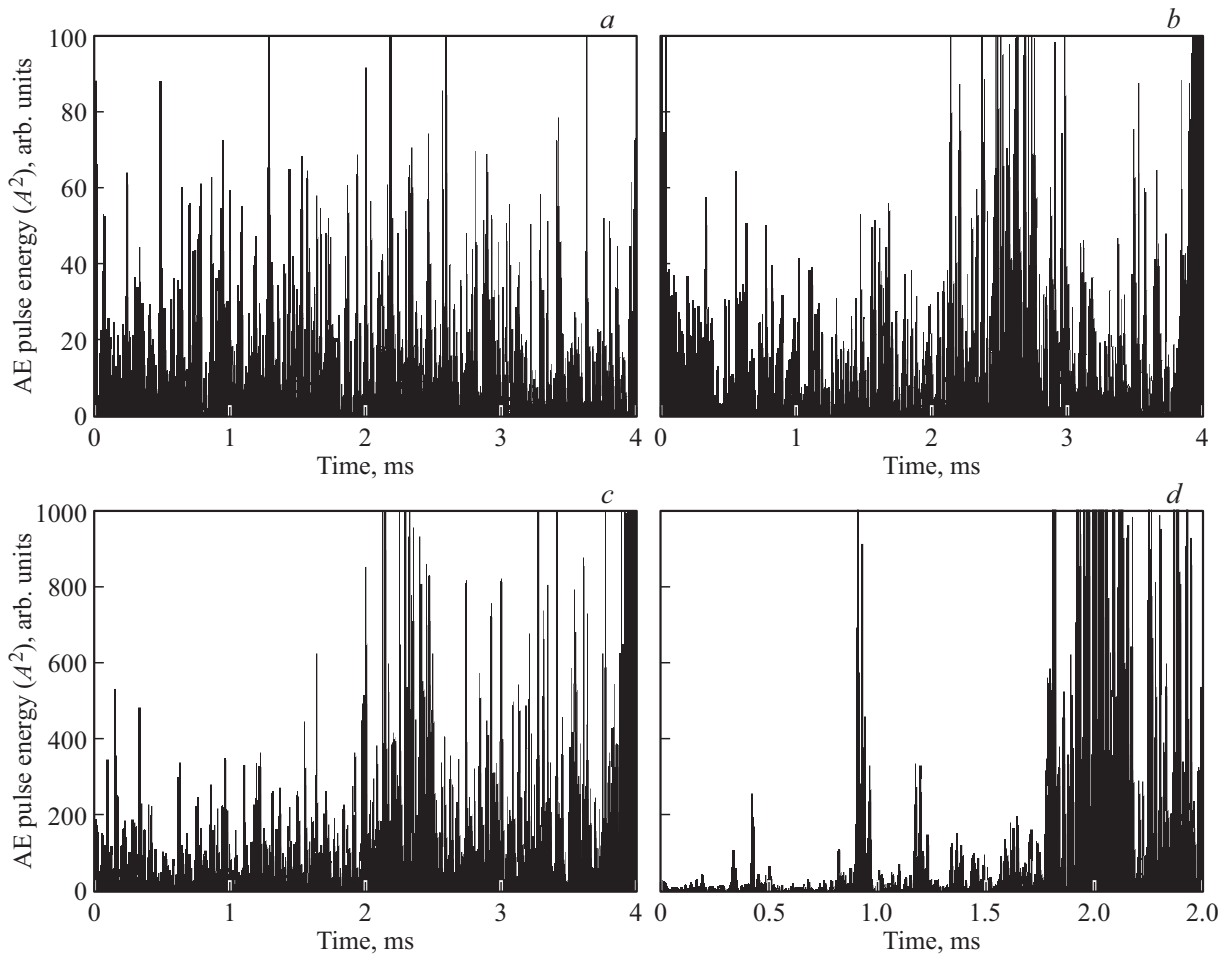 a
b
AE pulse energy (A²), arb. units
100
80
60
40
20
0
0 1 2 3 4
0 1 2 3 4
Time, ms
Time, ms
c
d
AE pulse energy (A²), arb. units
1000
800
600
400
200
0
0 1 2 3 4
0 0.5 1.0 1.5 2.0 2.0
Time, ms
Time, ms